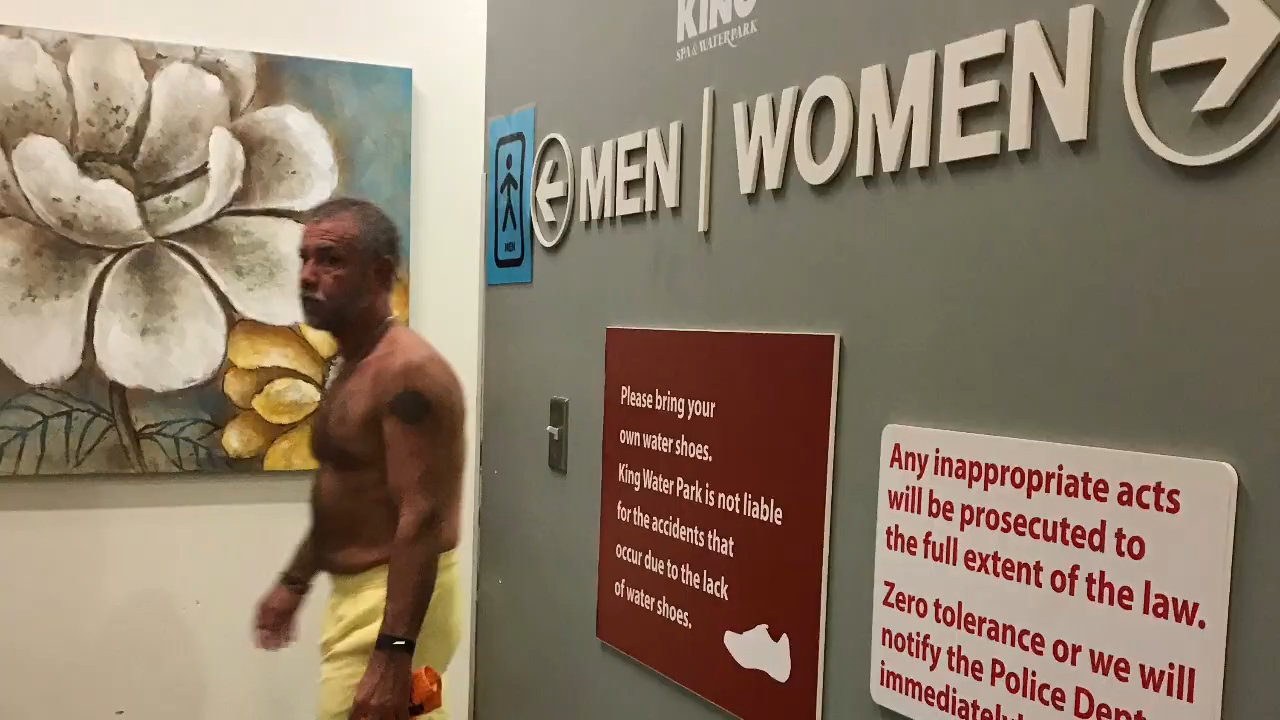 KING
SPA & WATERPARK
MEN | WOMEN
MEN
Please bring your
own water shoes.
King Water Park is not liable
for the accidents that
occur due to the lack
of water shoes.
Any inappropriate acts
will be prosecuted to
the full extent of the law.
Zero tolerance or we will
notify the Police Dept
immediately